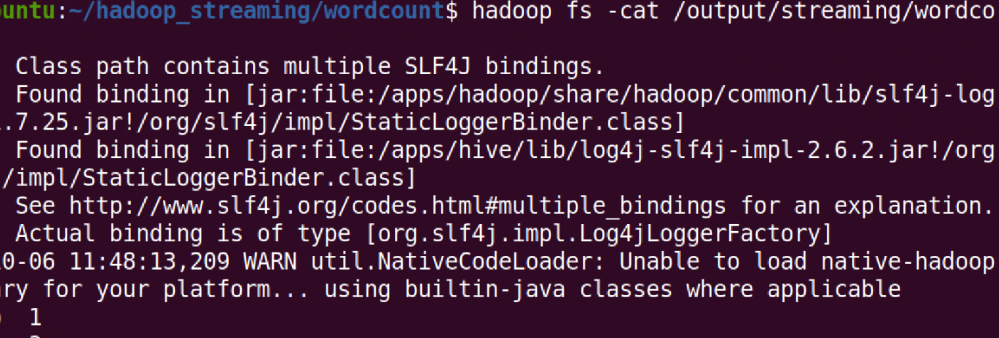 ubuntu:~/hadoop_streaming/wordcount$ hadoop fs -cat /output/streaming/wordco
Class path contains multiple SLF4J bindings.
Found binding in [jar:file:/apps/hadoop/share/hadoop/common/lib/slf4j-log
.7.25.jar!/org/slf4j/impl/StaticLoggerBinder.class]
Found binding in [jar:file:/apps/hive/lib/log4j-slf4j-impl-2.6.2.jar!/org
/impl/StaticLoggerBinder.class]
See http://www.slf4j.org/codes.html#multiple_bindings for an explanation.
Actual binding is of type [org.slf4j.impl.Log4jLoggerFactory]
0-06 11:48:13,209 WARN util.NativeCodeLoader: Unable to load native-hadoop
ry for your platform... using builtin-java classes where applicable
1